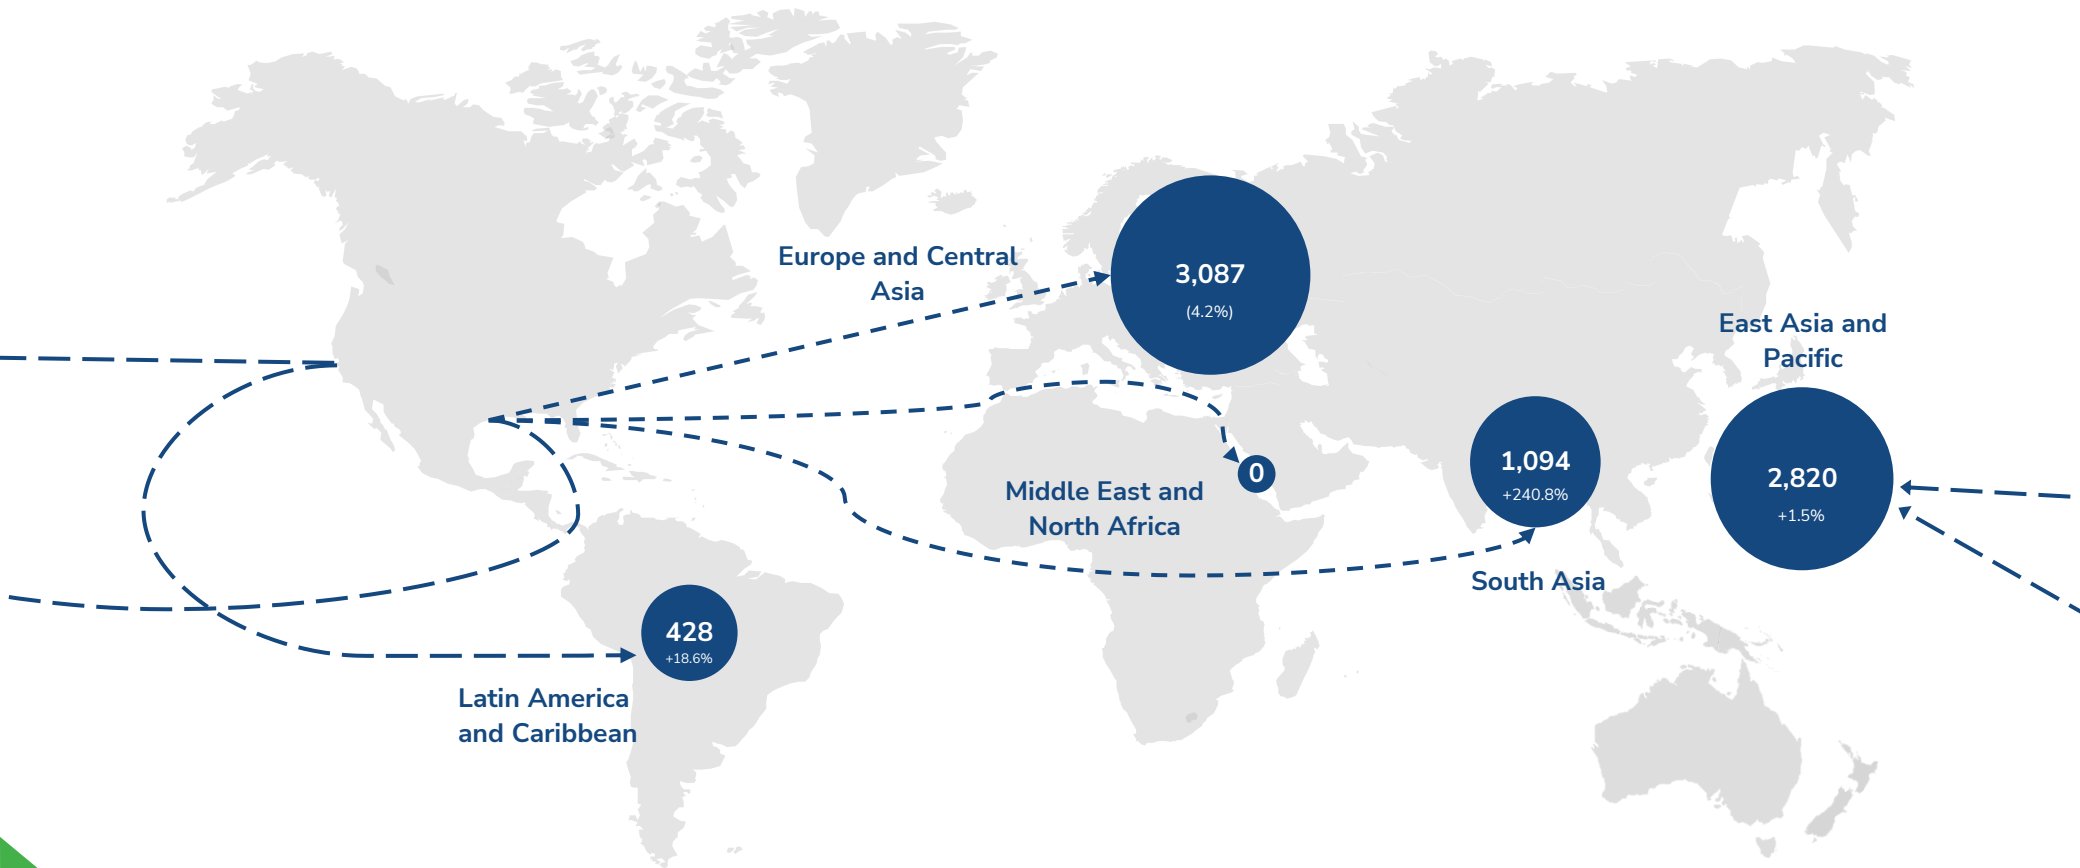 Europe and Central
Asia
3,087
(4.2%)
East Asia and
Pacific
2,820
+1.5%
1,094
+240.8%
South Asia
0
Middle East and
North Africa
428
+18.6%
Latin America
and Caribbean